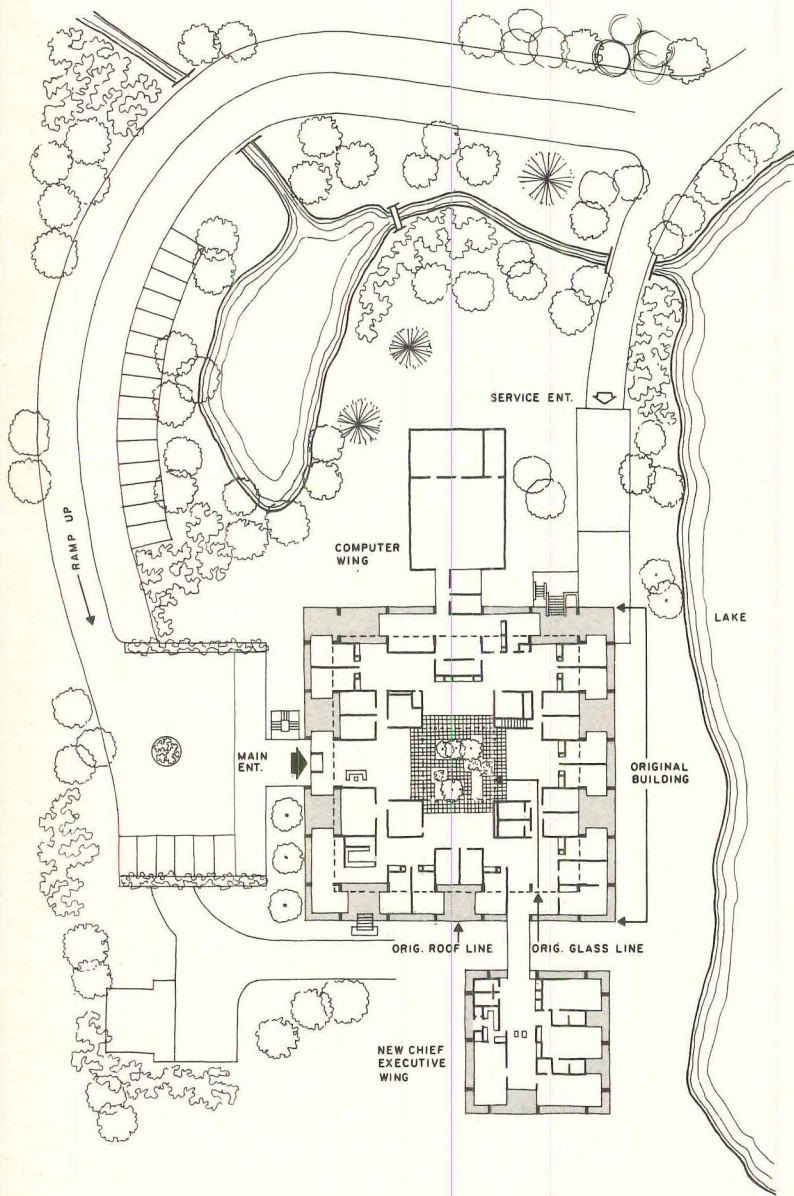 SERVICE ENT.
RAMP UP
COMPUTER
WING
LAKE
MAIN
ENT.
ORIGINAL
BUILDING
ORIG. ROOF LINE
ORIG. GLASS LINE
NEW CHIEF
EXECUTIVE
WING